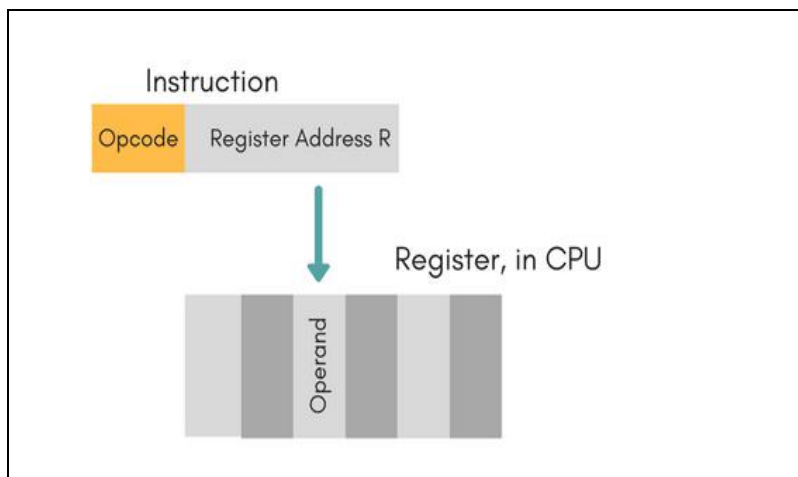 Instruction
Opcode Register Address R
Register, in CPU
Operand